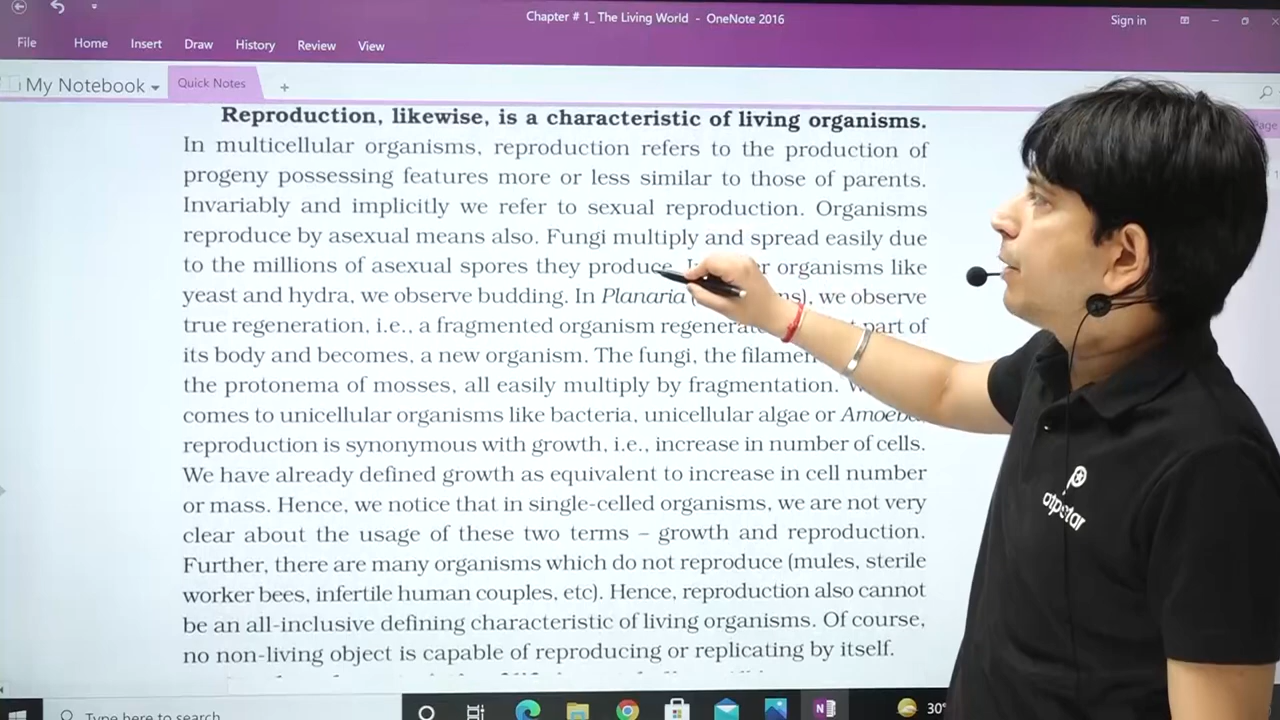 Chapter # 1_ The Living World - OneNote 2016
Sign in
File Home Insert Draw History Review View
My Notebook
Quick Notes
+
Page
Reproduction, likewise, is a characteristic of living organisms.
In multicellular organisms, reproduction refers to the production of
progeny possessing features more or less similar to those of parents.
Invariably and implicitly we refer to sexual reproduction. Organisms
reproduce by asexual means also. Fungi multiply and spread easily due
to the millions of asexual spores they produce. organisms like
yeast and hydra, we observe budding. In Planaria we observe
true regeneration, i.e., a fragmented organism part of
its body and becomes, a new organism. The fungi, the
the protonema of mosses, all easily multiply by fragmentation.
comes to unicellular organisms like bacteria, unicellular algae or Amoeba,
reproduction is synonymous with growth, i.e., increase in number of cells.
We have already defined growth as equivalent to increase in cell number
or mass. Hence, we notice that in single-celled organisms, we are not very
clear about the usage of these two terms – growth and reproduction.
Further, there are many organisms which do not reproduce (mules, sterile
worker bees, infertile human couples, etc). Hence, reproduction also cannot
be an all-inclusive defining characteristic of living organisms. Of course,
no non-living object is capable of reproducing or replicating by itself.
atpstar
Type here to search
30°